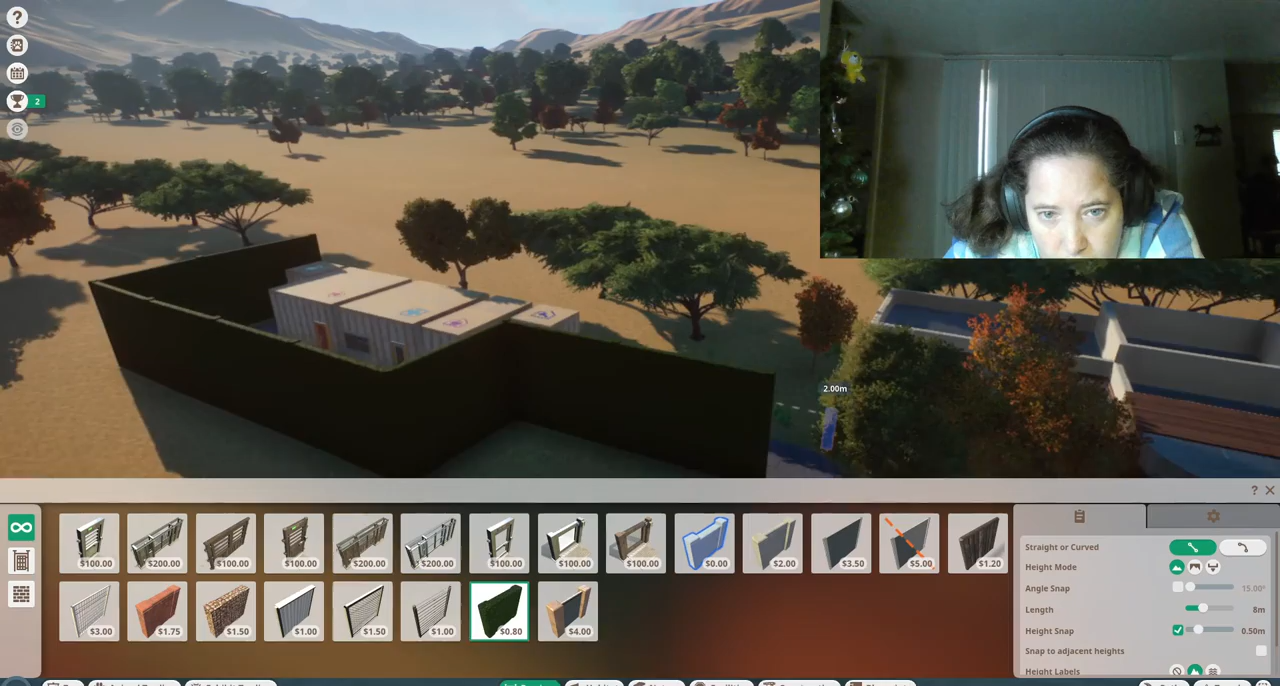 ?
2
2.00m
?
$100.00 $200.00 $100.00 $100.00 $200.00 $200.00 $100.00 $100.00 $100.00 $0.00 $2.00 $3.50 $5.00 $1.20
$3.00 $1.75 $1.50 $1.00 $1.50 $1.00 $0.80 $4.00
Straight or Curved
Height Mode
Angle Snap 15.00°
Length 8m
Height Snap 0.50m
Snap to adjacent heights
Height Labels